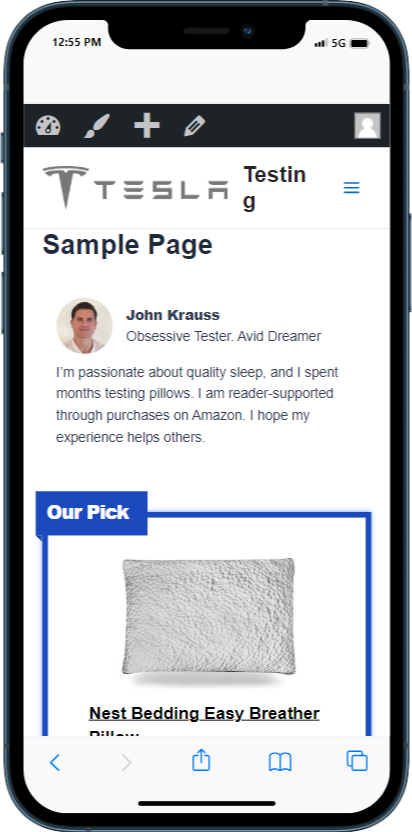 12:55 PM
5G
TESLA
Testin
g
Sample Page
John Krauss
Obsessive Tester. Avid Dreamer
I'm passionate about quality sleep, and I spent
months testing pillows. I am reader-supported
through purchases on Amazon. I hope my
experience helps others.
Our Pick
Nest Bedding Easy Breather
Pillow